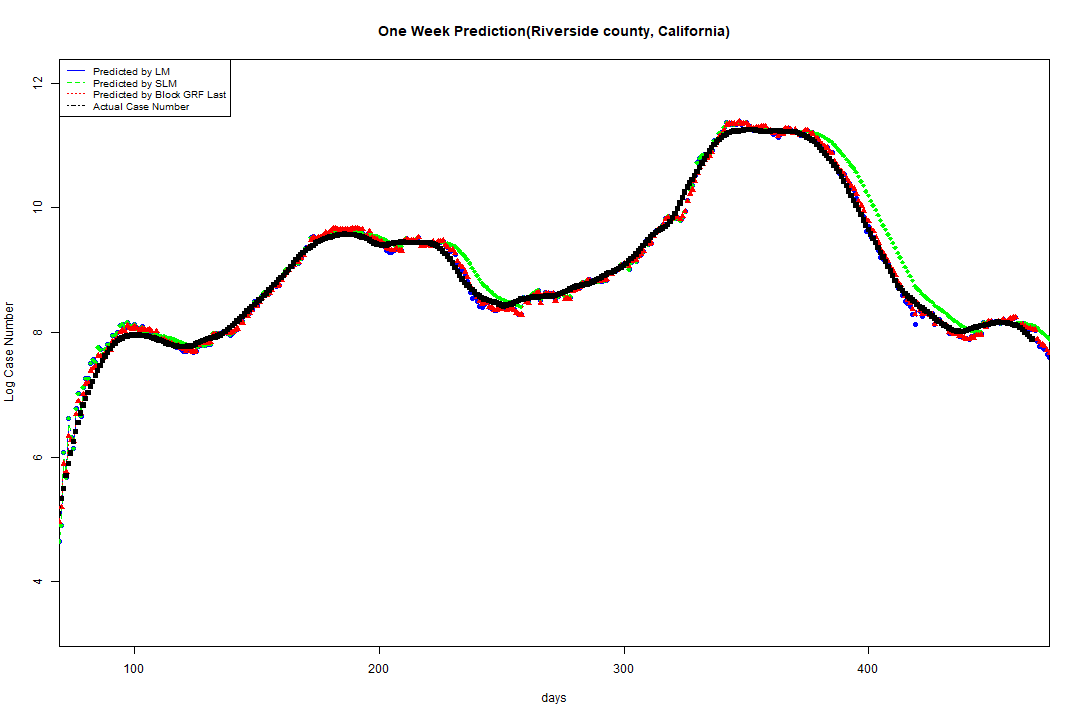 One Week Prediction(Riverside county, California)
Predicted by LM
Predicted by SLM
Predicted by Block GRF Last
Actual Case Number
12
10
8
6
4
Log Case Number
100 200 300 400
days